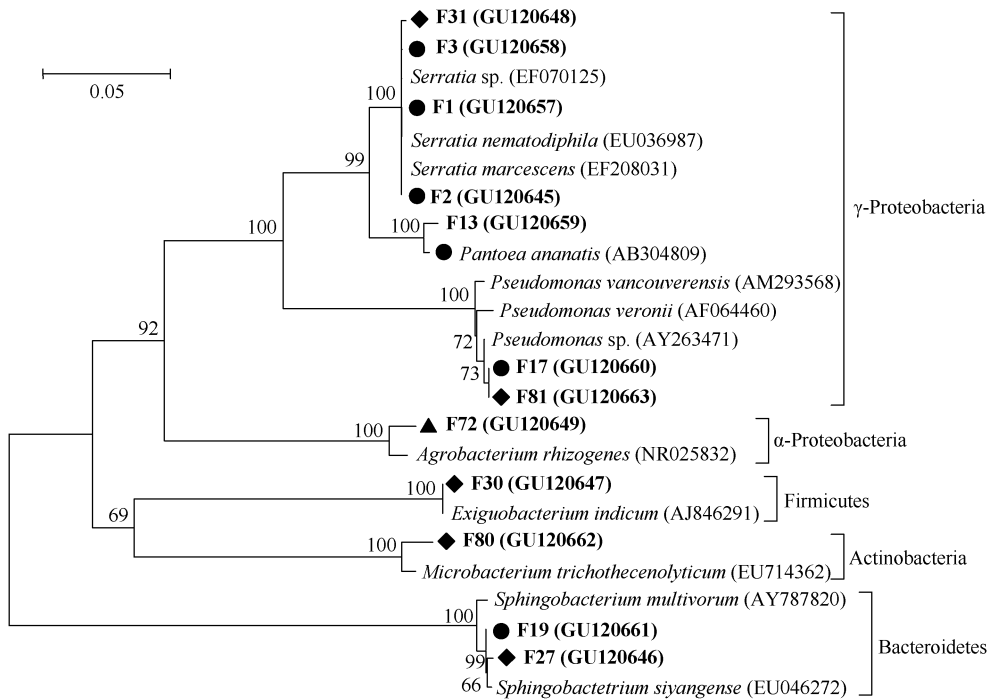 F31 (GU120648)
F3 (GU120658)
Serratia sp. (EF070125)
0.05
100
F1 (GU120657)
Serratia nematodiphila (EU036987)
99
Serratia marcescens (EF208031)
F2 (GU120645)
γ-Proteobacteria
100
100
F13 (GU120659)
Pantoea ananatis (AB304809)
Pseudomonas vancouverensis (AM293568)
100
Pseudomonas veronii (AF064460)
92
72
Pseudomonas sp. (AY263471)
73
F17 (GU120660)
F81 (GU120663)
100
F72 (GU120649)
α-Proteobacteria
Agrobacterium rhizogenes (NR025832)
100
F30 (GU120647)
Firmicutes
69
Exiguobacterium indicum (AJ846291)
100
F80 (GU120662)
Actinobacteria
Microbacterium trichothecenolyticum (EU714362)
Sphingobacterium multivorum (AY787820)
100
F19 (GU120661)
Bacteroidetes
99
F27 (GU120646)
66
Sphingobactetrium siyangense (EU046272)